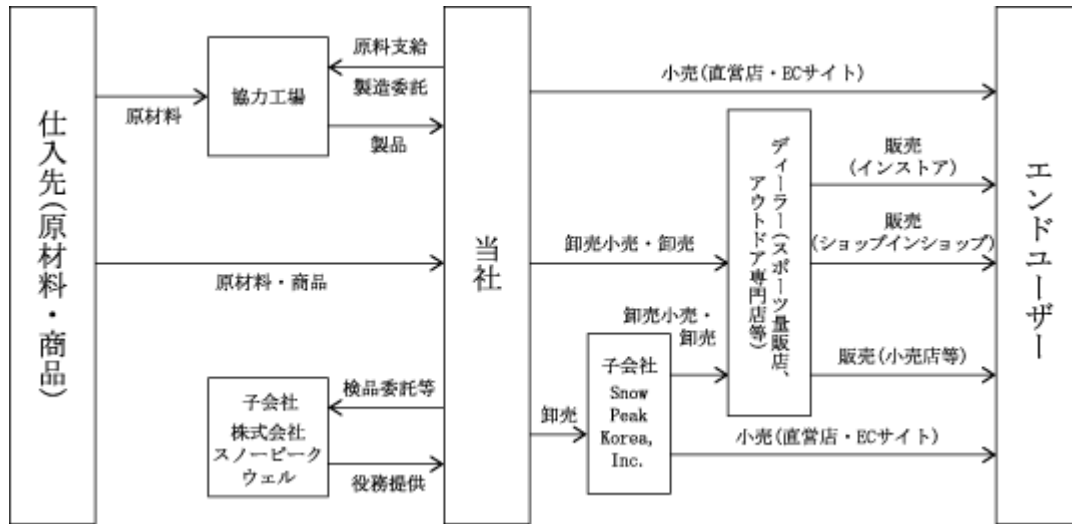 仕入先(原材料・商品)
原材料
協力工場
原料支給
製造委託
製品
原材料・商品
子会社
株式会社
スノーピーク
ウェル
検品委託等
役務提供
当社
小売(直営店・ECサイト)
卸売小売・卸売
卸売
子会社
Snow
Peak
Korea,
Inc.
卸売小売・
卸売
ディーラー(スポーツ量販店、
アウトドア専門店等)
販売
(インストア)
販売
(ショップインショップ)
販売(小売店等)
小売(直営店・ECサイト)
エンドユーザー